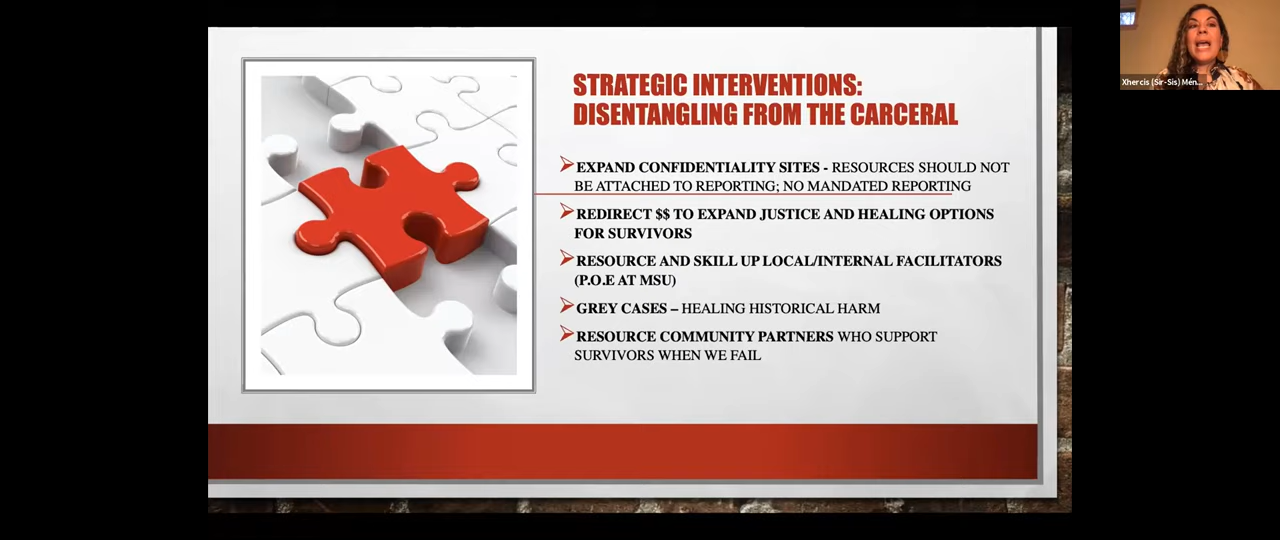 STRATEGIC INTERVENTIONS:
DISENTANGLING FROM THE CARCERAL
EXPAND CONFIDENTIALITY SITES - RESOURCES SHOULD NOT
BE ATTACHED TO REPORTING; NO MANDATED REPORTING
REDIRECT $$ TO EXPAND JUSTICE AND HEALING OPTIONS
FOR SURVIVORS
RESOURCE AND SKILL UP LOCAL/INTERNAL FACILITATORS
(P.O.E AT MSU)
GREY CASES – HEALING HISTORICAL HARM
RESOURCE COMMUNITY PARTNERS WHO SUPPORT
SURVIVORS WHEN WE FAIL
Xhercis (Sir-Sis) Mén...